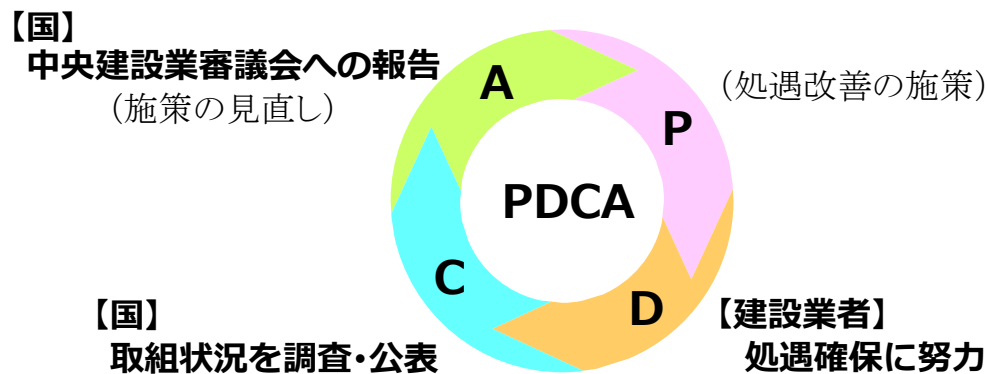 【国】
中央建設業審議会への報告
（施策の見直し）
A
P
（処遇改善の施策）
PDCA
C
D
【国】
取組状況を調査・公表
【建設業者】
処遇確保に努力